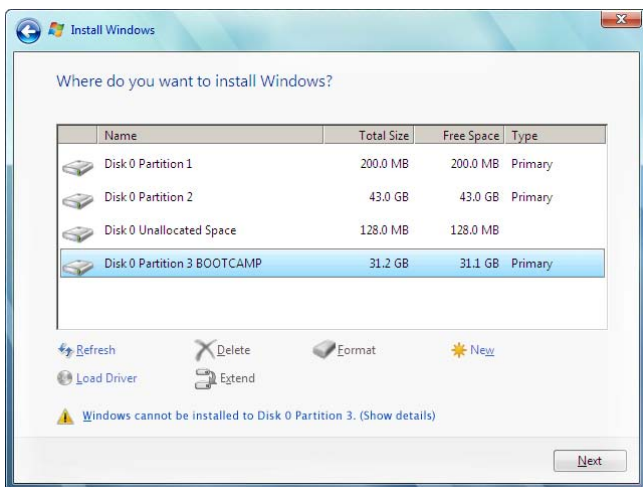 Install Windows
Where do you want to install Windows?
Name Total Size Free Space Type
Disk 0 Partition 1 200.0 MB 200.0 MB Primary
Disk 0 Partition 2 43.0 GB 43.0 GB Primary
Disk 0 Unallocated Space 128.0 MB 128.0 MB
Disk 0 Partition 3 BOOTCAMP 31.2 GB 31.1 GB Primary
Refresh Delete Format New
Load Driver Extend
Windows cannot be installed to Disk 0 Partition 3. (Show details)
Next